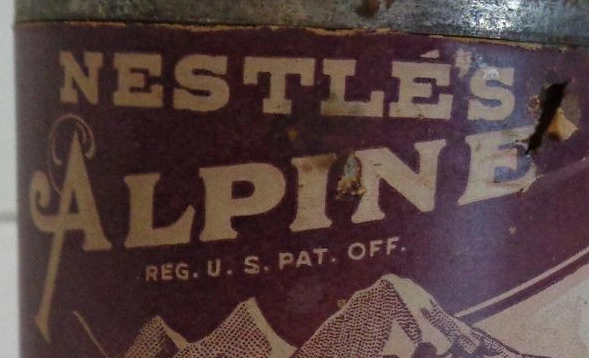 NESTLÉ'S
ALPINE
REG. U. S. PAT. OFF.